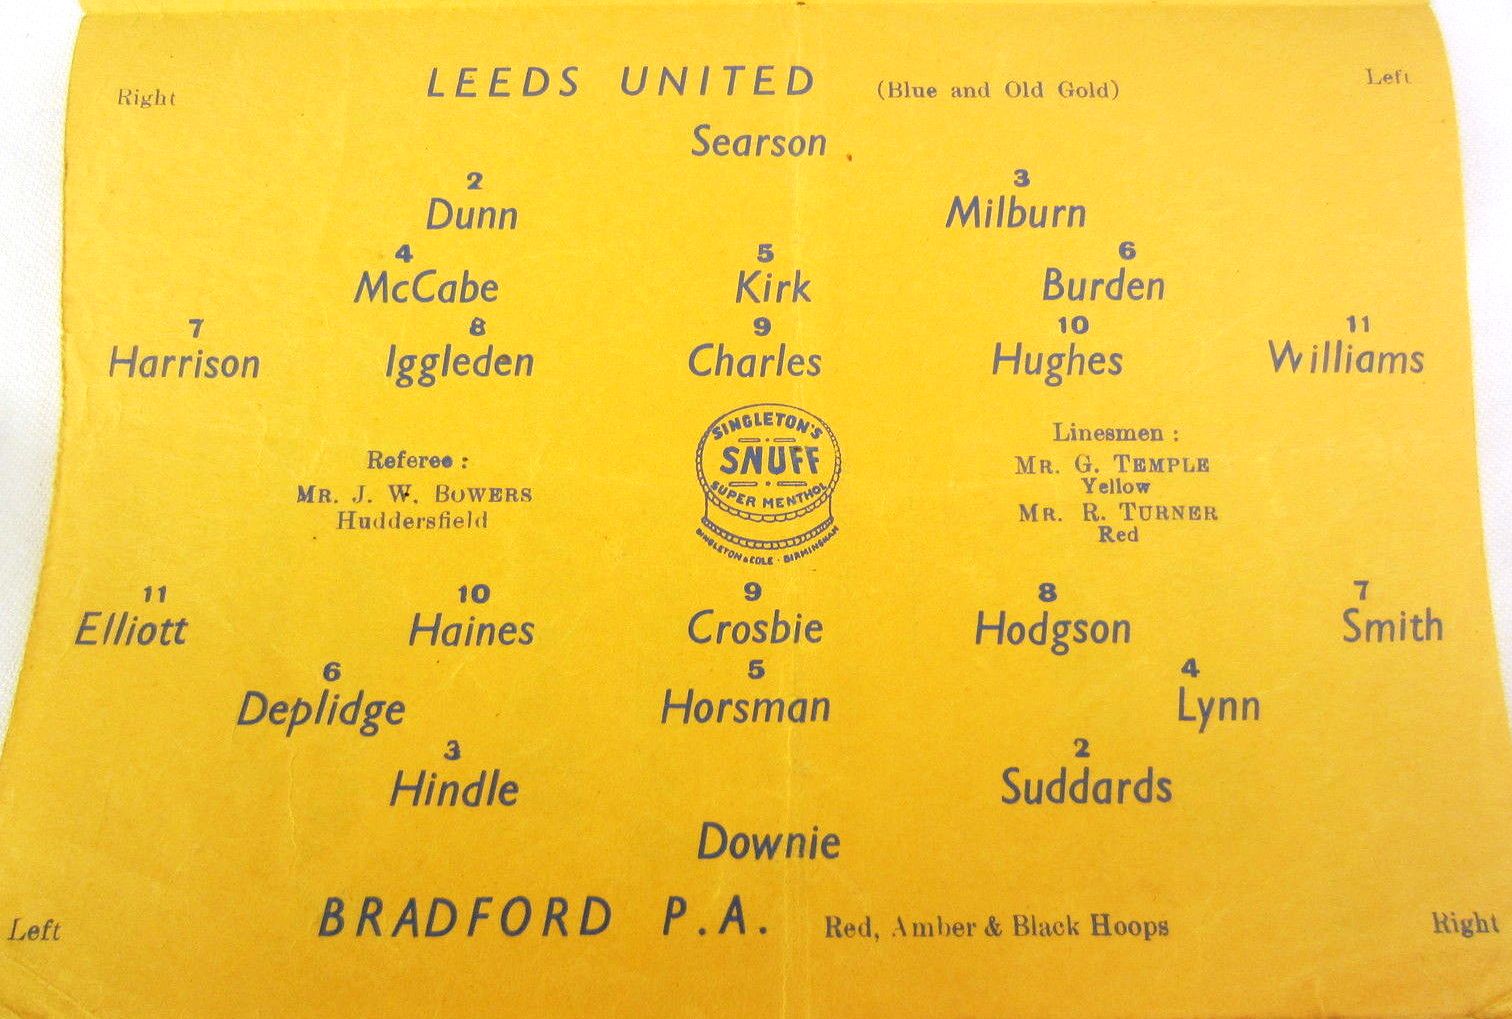 LEEDS UNITED (Blue and Old Gold)
Right
Left
Searson
2 3
Dunn Milburn
4 5 6
McCabe Kirk Burden
7 8 9 10 11
Harrison Iggleden Charles Hughes Williams
Referee :
MR. J. W. BOWERS
Huddersfield
SINGLETON'S
SNUFF
SUPER MENTHOL
SINGLETON & COLE · BIRMINGHAM
Linesmen :
MR. G. TEMPLE
Yellow
MR. R. TURNER
Red
11 10 9 8 7
Elliott Haines Crosbie Hodgson Smith
6 5 4
Deplidge Horsman Lynn
3 2
Hindle Suddards
Downie
BRADFORD P.A. Red, Amber & Black Hoops
Left
Right